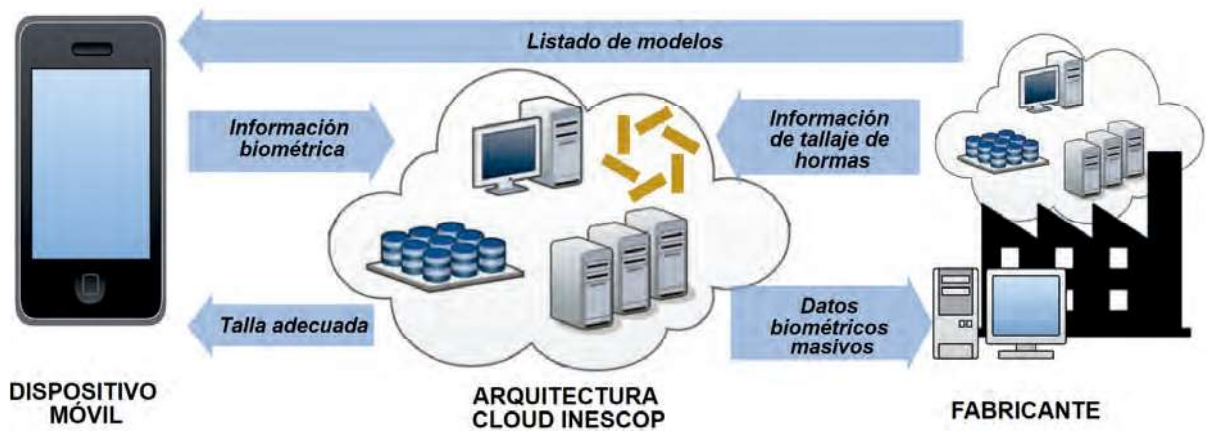 Listado de modelos
Información
biométrica
Información
de tallaje de
hormas
Talla adecuada
Datos
biométricos
masivos
DISPOSITIVO
MÓVIL
ARQUITECTURA
CLOUD INESCOP
FABRICANTE